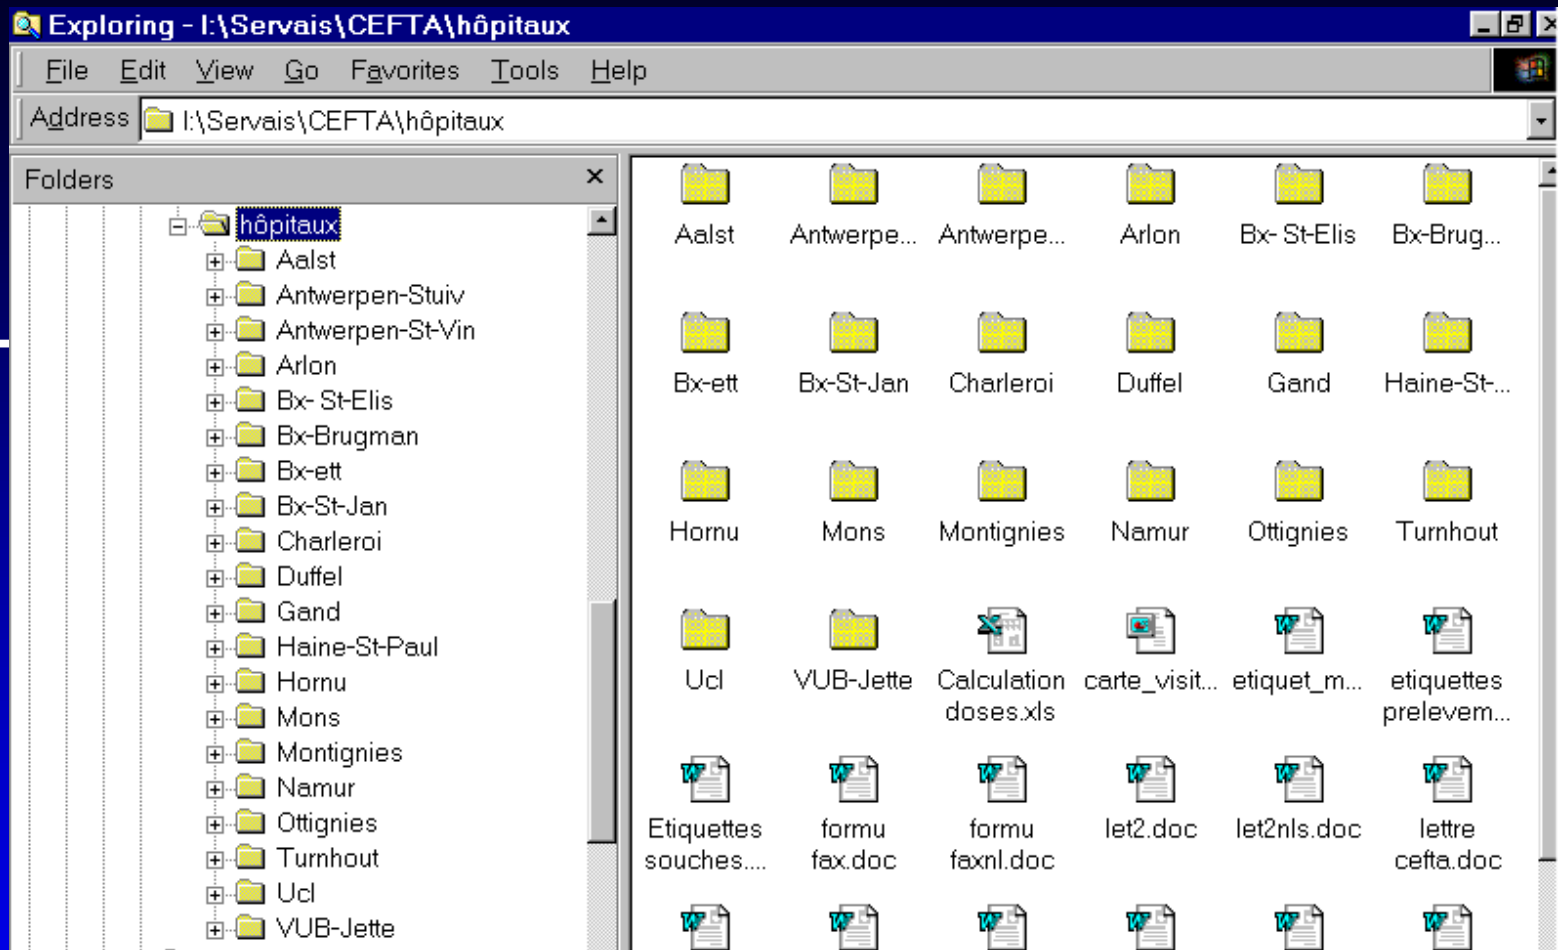 Exploring - I:\Servais\CEFTA\hôpitaux
File Edit View Go Favorites Tools Help
Address I:\Servais\CEFTA\hôpitaux
Folders
hôpitaux
Aalst
Antwerpen-Stuiv
Antwerpen-St-Vin
Arlon
Bx- St-Elis
Bx-Brugman
Bx-ett
Bx-St-Jan
Charleroi
Duffel
Gand
Haine-St-Paul
Hornu
Mons
Montignies
Namur
Ottignies
Turnhout
Ucl
VUB-Jette
Aalst Antwerpe... Antwerpe... Arlon Bx- St-Elis Bx-Brug...
Bx-ett Bx-St-Jan Charleroi Duffel Gand Haine-St-...
Hornu Mons Montignies Namur Ottignies Turnhout
Ucl VUB-Jette Calculation carte_visit... etiquet_m... etiquettes
doses.xls prelevem...
Etiquettes formu formu let2.doc let2nls.doc lettre
souches.... fax.doc faxnl.doc cefta.doc